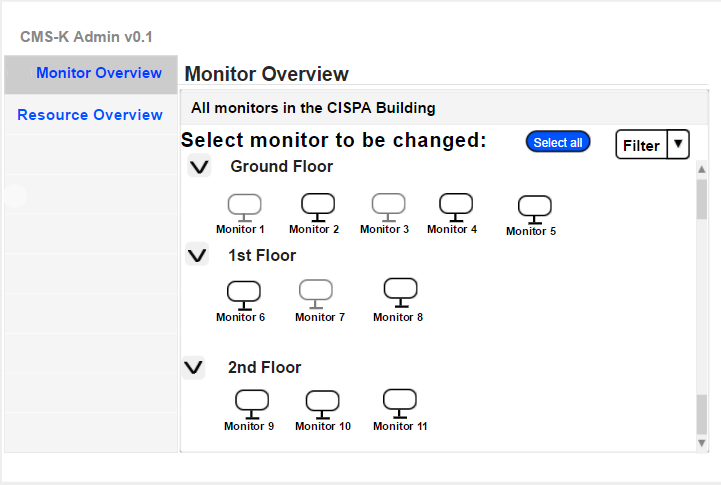 CMS-K Admin v0.1
Monitor Overview
Resource Overview
Monitor Overview
All monitors in the CISPA Building
Select monitor to be changed:
Select all
Filter
Ground Floor
Monitor 1 Monitor 2 Monitor 3 Monitor 4 Monitor 5
1st Floor
Monitor 6 Monitor 7 Monitor 8
2nd Floor
Monitor 9 Monitor 10 Monitor 11